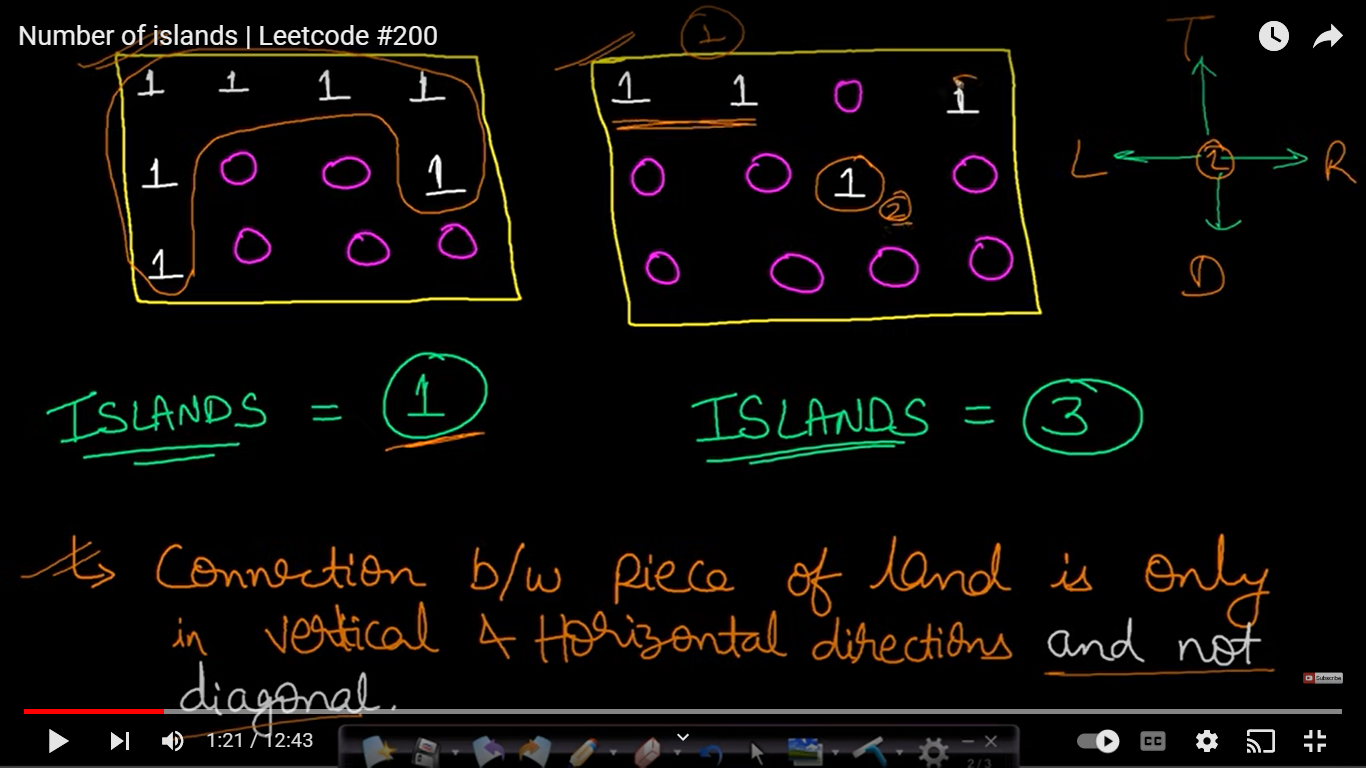 Number of islands | Leetcode #200
1 1 1 1
1 0 0 1
1 0 0 0
1
1 1 0 1
0 0 1 0
2
0 0 0 0
T
L 1 R
D
ISLANDS = 1
ISLANDS = 3
Connection b/w Piece of land is only
in vertical & Horizontal directions and not
diagonal.
Subscribe
1:21 / 12:43
CC
2/3